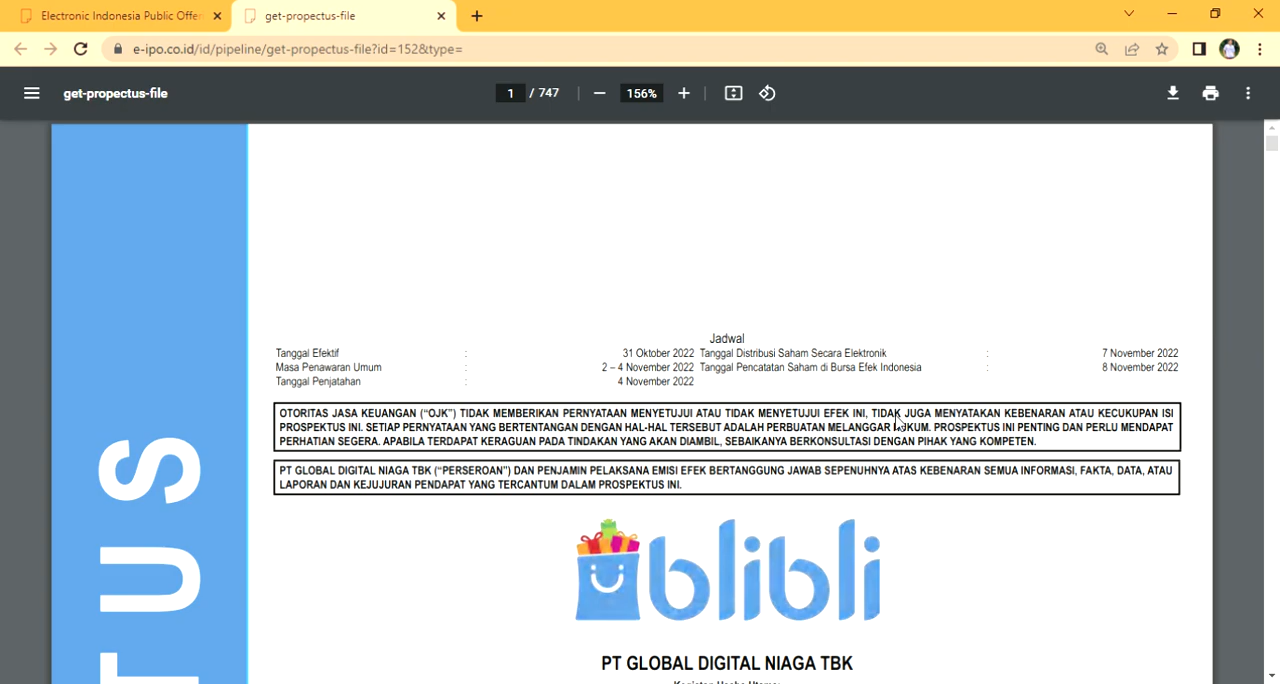 Electronic Indonesia Public Offer
get-propectus-file
e-ipo.co.id/id/pipeline/get-propectus-file?id=152&type=
get-propectus-file
1 / 747
156%
Jadwal
Tanggal Efektif : 31 Oktober 2022 Tanggal Distribusi Saham Secara Elektronik : 7 November 2022
Masa Penawaran Umum : 2 – 4 November 2022 Tanggal Pencatatan Saham di Bursa Efek Indonesia : 8 November 2022
Tanggal Penjatahan : 4 November 2022
OTORITAS JASA KEUANGAN (“OJK”) TIDAK MEMBERIKAN PERNYATAAN MENYETUJUI ATAU TIDAK MENYETUJUI EFEK INI, TIDAK JUGA MENYATAKAN KEBENARAN ATAU KECUKUPAN ISI
PROSPEKTUS INI. SETIAP PERNYATAAN YANG BERTENTANGAN DENGAN HAL-HAL TERSEBUT ADALAH PERBUATAN MELANGGAR HUKUM. PROSPEKTUS INI PENTING DAN PERLU MENDAPAT
PERHATIAN SEGERA. APABILA TERDAPAT KERAGUAN PADA TINDAKAN YANG AKAN DIAMBIL, SEBAIKANYA BERKONSULTASI DENGAN PIHAK YANG KOMPETEN.
PT GLOBAL DIGITAL NIAGA TBK (“PERSEROAN”) DAN PENJAMIN PELAKSANA EMISI EFEK BERTANGGUNG JAWAB SEPENUHNYA ATAS KEBENARAN SEMUA INFORMASI, FAKTA, DATA, ATAU
LAPORAN DAN KEJUJURAN PENDAPAT YANG TERCANTUM DALAM PROSPEKTUS INI.
blibli
PT GLOBAL DIGITAL NIAGA TBK
TUS